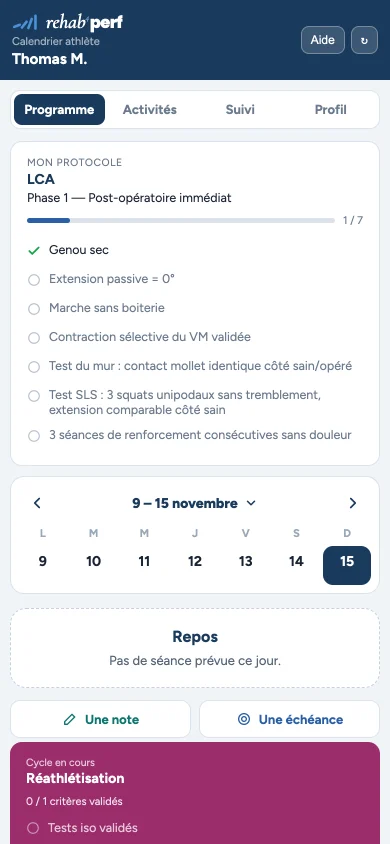 rehab'perf
Calendrier athlète
Thomas M.
Aide
Programme Activités Suivi Profil
MON PROTOCOLE
LCA
Phase 1 — Post-opératoire immédiat
1 / 7
Genou sec
Extension passive = 0°
Marche sans boiterie
Contraction sélective du VM validée
Test du mur : contact mollet identique côté sain/opéré
Test SLS : 3 squats unipodaux sans tremblement,
extension comparable côté sain
3 séances de renforcement consécutives sans douleur
9 – 15 novembre
L M M J V S D
9 10 11 12 13 14 15
Repos
Pas de séance prévue ce jour.
Une note Une échéance
Cycle en cours
Réathlétisation
0 / 1 critères validés
Tests iso validés